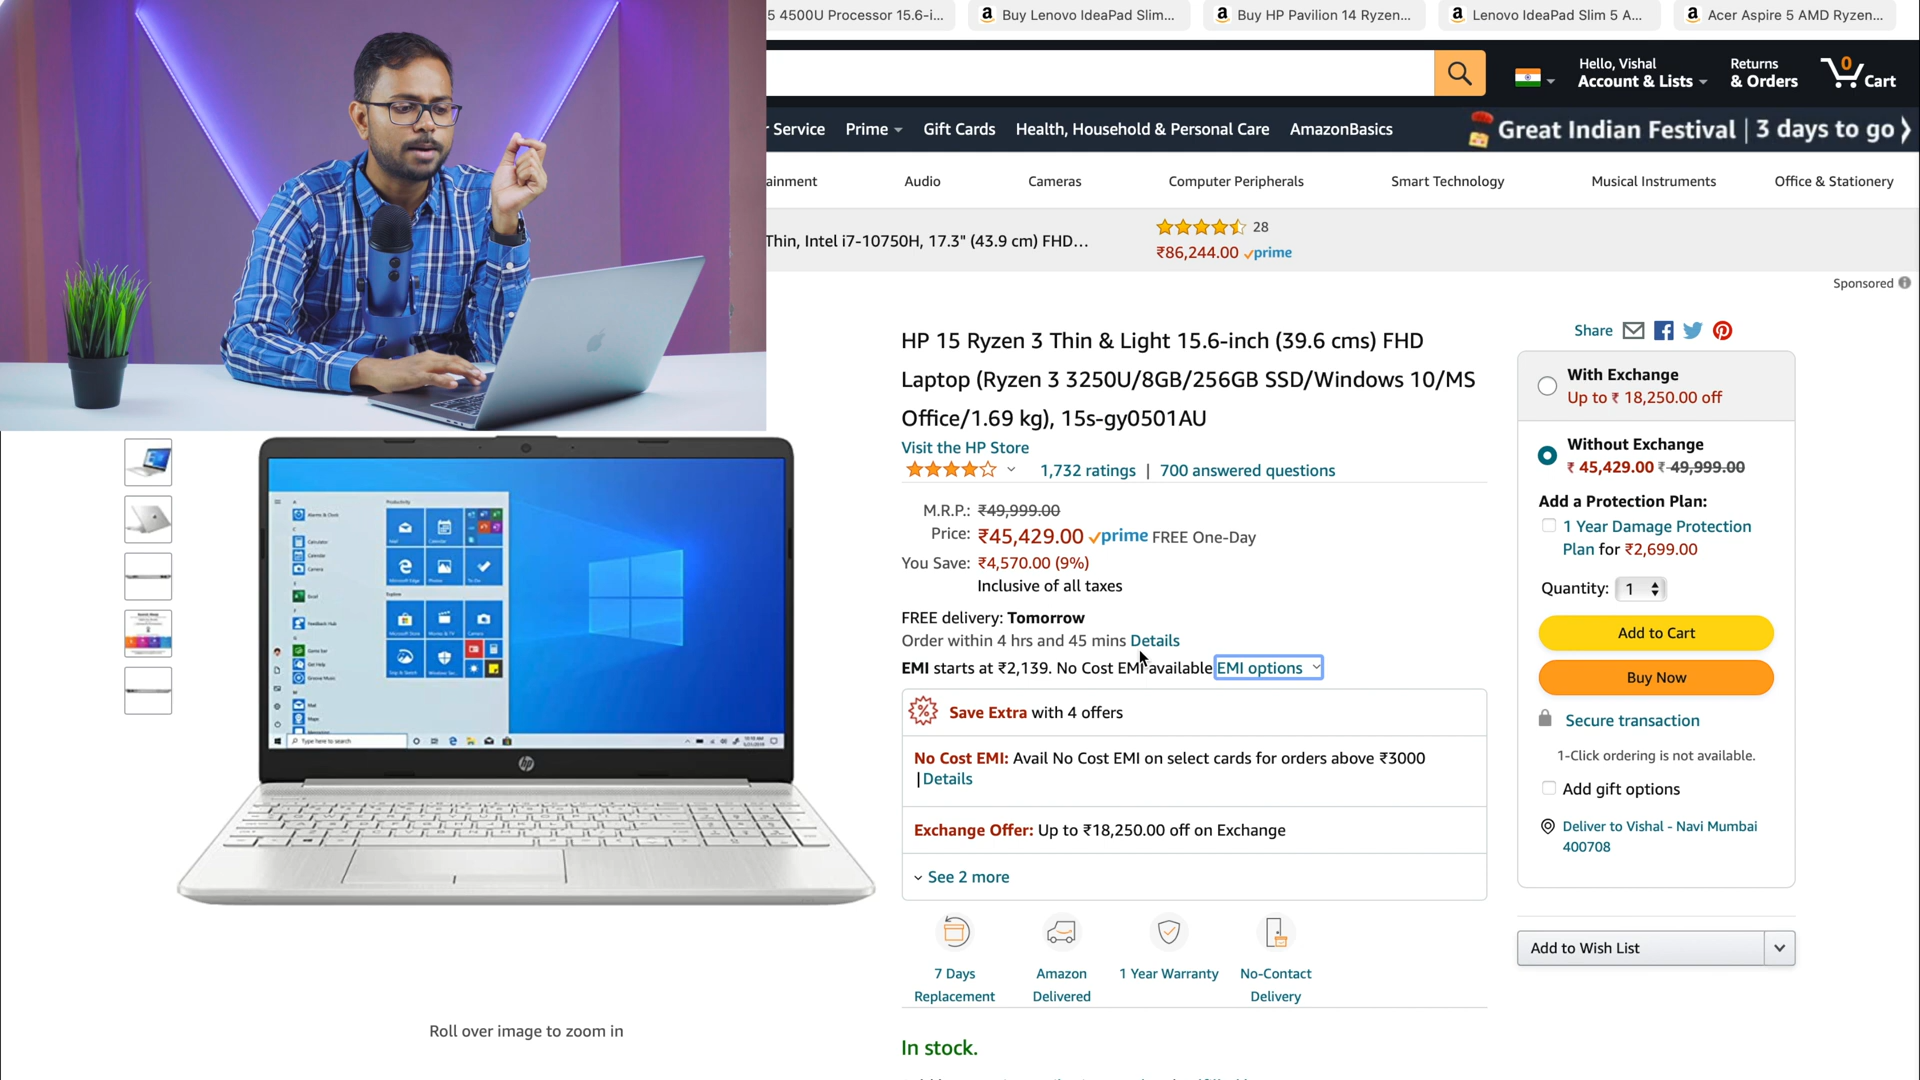 5 4500U Processor 15.6-i...
Buy Lenovo IdeaPad Slim...
Buy HP Pavilion 14 Ryzen...
Lenovo IdeaPad Slim 5 A...
Acer Aspire 5 AMD Ryzen...
Hello, Vishal
Account & Lists
Returns
& Orders
0
Cart
r Service
Prime
Gift Cards
Health, Household & Personal Care
AmazonBasics
Great Indian Festival | 3 days to go
ainment
Audio
Cameras
Computer Peripherals
Smart Technology
Musical Instruments
Office & Stationery
Thin, Intel i7-10750H, 17.3" (43.9 cm) FHD...
28
₹86,244.00 prime
Sponsored
HP 15 Ryzen 3 Thin & Light 15.6-inch (39.6 cms) FHD
Laptop (Ryzen 3 3250U/8GB/256GB SSD/Windows 10/MS
Office/1.69 kg), 15s-gy0501AU
Visit the HP Store
1,732 ratings | 700 answered questions
M.R.P.: ₹49,999.00
Price: ₹45,429.00 prime FREE One-Day
You Save: ₹4,570.00 (9%)
Inclusive of all taxes
FREE delivery: Tomorrow
Order within 4 hrs and 45 mins Details
EMI starts at ₹2,139. No Cost EMI available EMI options
Save Extra with 4 offers
No Cost EMI: Avail No Cost EMI on select cards for orders above ₹3000
|Details
Exchange Offer: Up to ₹18,250.00 off on Exchange
See 2 more
7 Days
Replacement
Amazon
Delivered
1 Year Warranty
No-Contact
Delivery
In stock.
Share
With Exchange
Up to ₹ 18,250.00 off
Without Exchange
₹ 45,429.00 ₹ 49,999.00
Add a Protection Plan:
1 Year Damage Protection
Plan for ₹2,699.00
Quantity: 1
Add to Cart
Buy Now
Secure transaction
1-Click ordering is not available.
Add gift options
Deliver to Vishal - Navi Mumbai
400708
Add to Wish List
Productivity
Explore
Type here to search
hp
Roll over image to zoom in